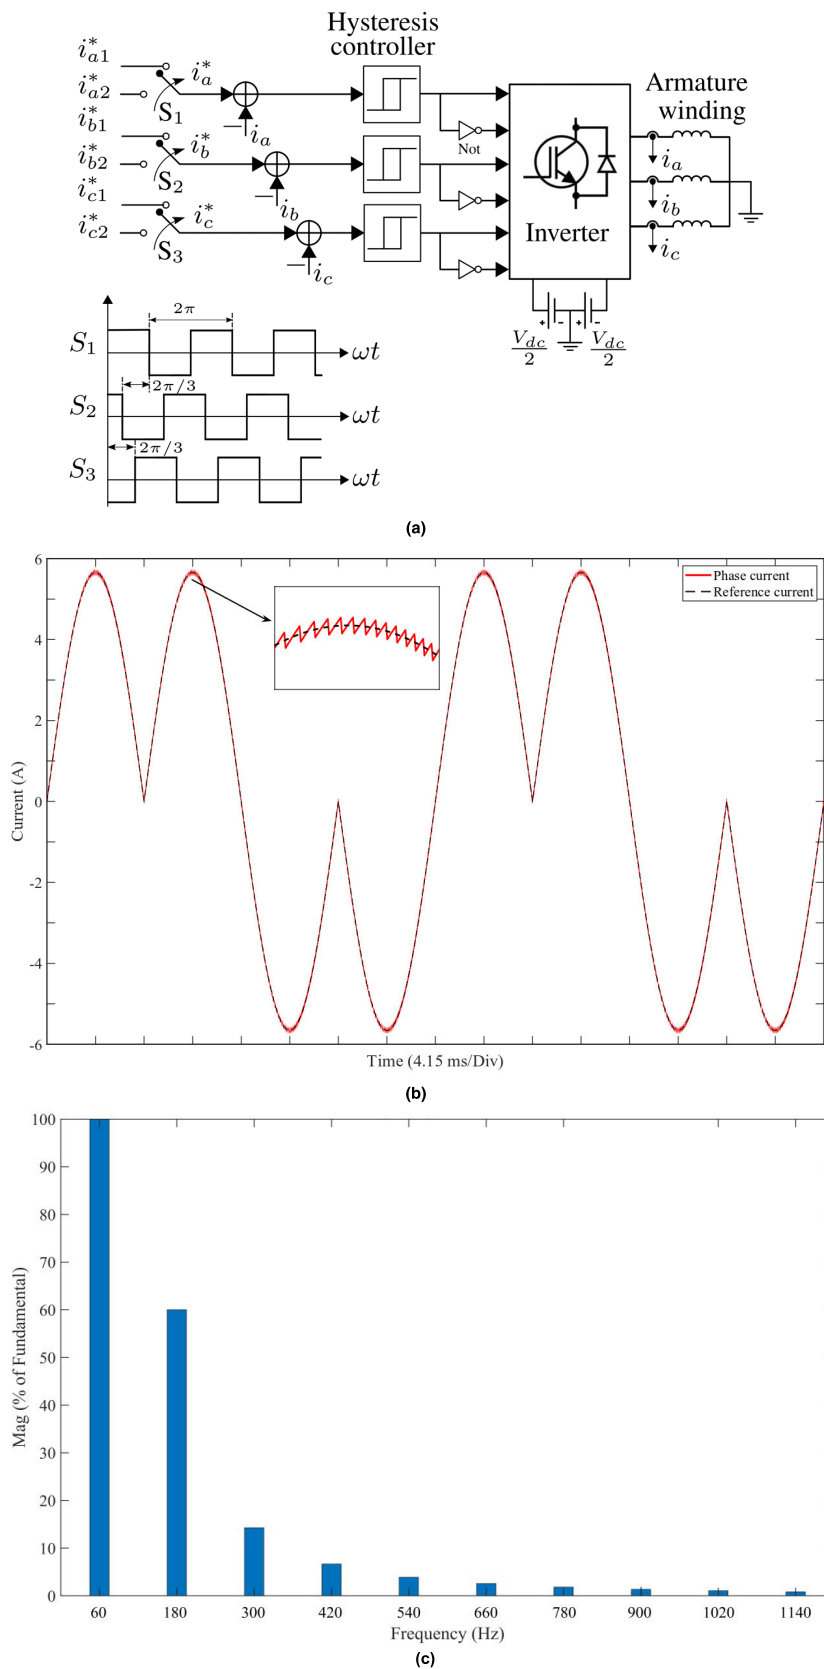 Hysteresis
controller
i*a1
i*a
i*a2
S1
i*b1
− ia
Not
i*b
i*b2
S2
i*c1
− ib
i*c
i*c2
S3
− ic
Inverter
Armature
winding
ia
ib
ic
+ - + -
Vdc/2 Vdc/2
2π
S1 ωt
2π/3
S2 ωt
2π/3
S3 ωt
(a)
6
4
2
0
-2
-4
-6
Current (A)
Phase current
Reference current
Time (4.15 ms/Div)
(b)
100
90
80
70
60
50
40
30
20
10
0
Mag (% of Fundamental)
60 180 300 420 540 660 780 900 1020 1140
Frequency (Hz)
(c)